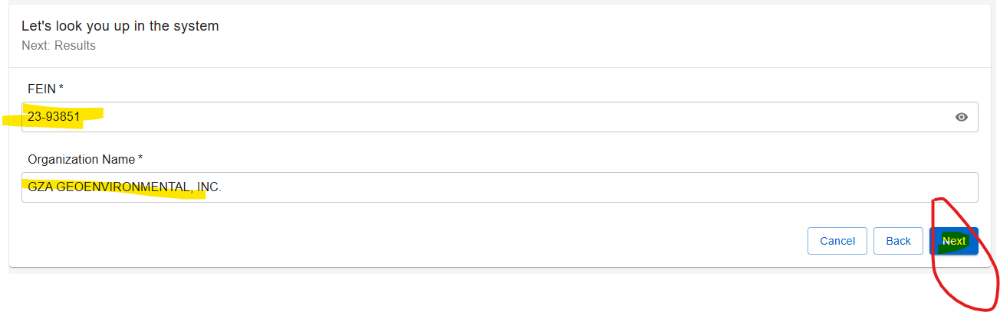 Let's look you up in the system
Next: Results
FEIN *
23-93851
Organization Name *
GZA GEOENVIRONMENTAL, INC.
Cancel Back Next